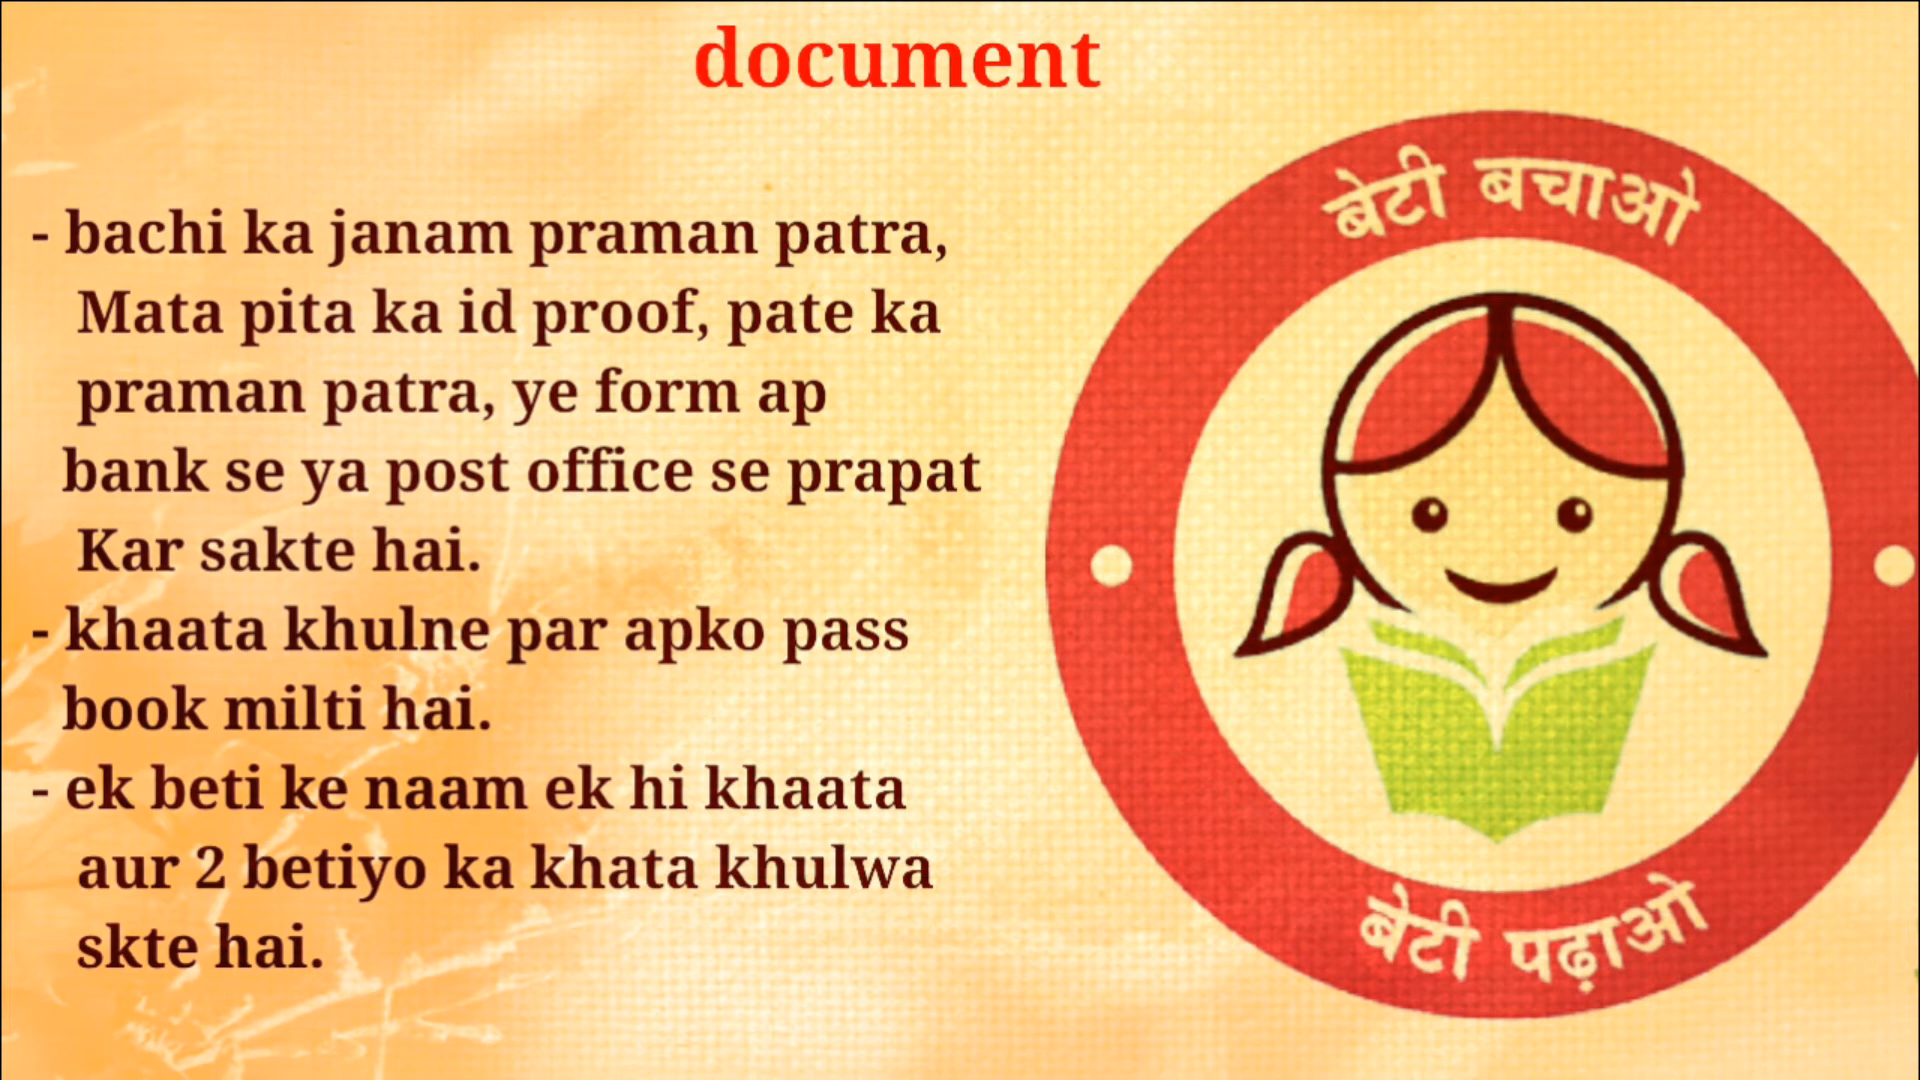 document
- bachi ka janam praman patra,
Mata pita ka id proof, pate ka
praman patra, ye form ap
bank se ya post office se prapat
Kar sakte hai.
- khaata khulne par apko pass
book milti hai.
- ek beti ke naam ek hi khaata
aur 2 betiyo ka khata khulwa
skte hai.
बेटी बचाओ
बेटी पढ़ाओ